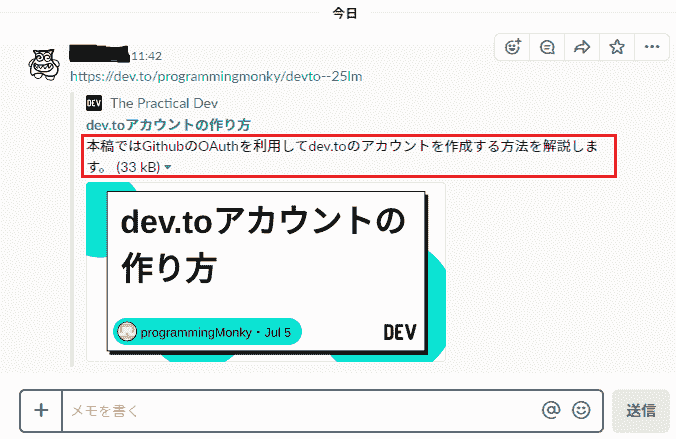 今日
11:42
https://dev.to/programmingmonky/devto--25lm
DEV The Practical Dev
dev.toアカウントの作り方
本稿ではGithubのOAuthを利用してdev.toのアカウントを作成する方法を解説しま
す。 (33 kB)
dev.toアカウントの
作り方
programmingMonky・Jul 5
DEV
メモを書く
送信